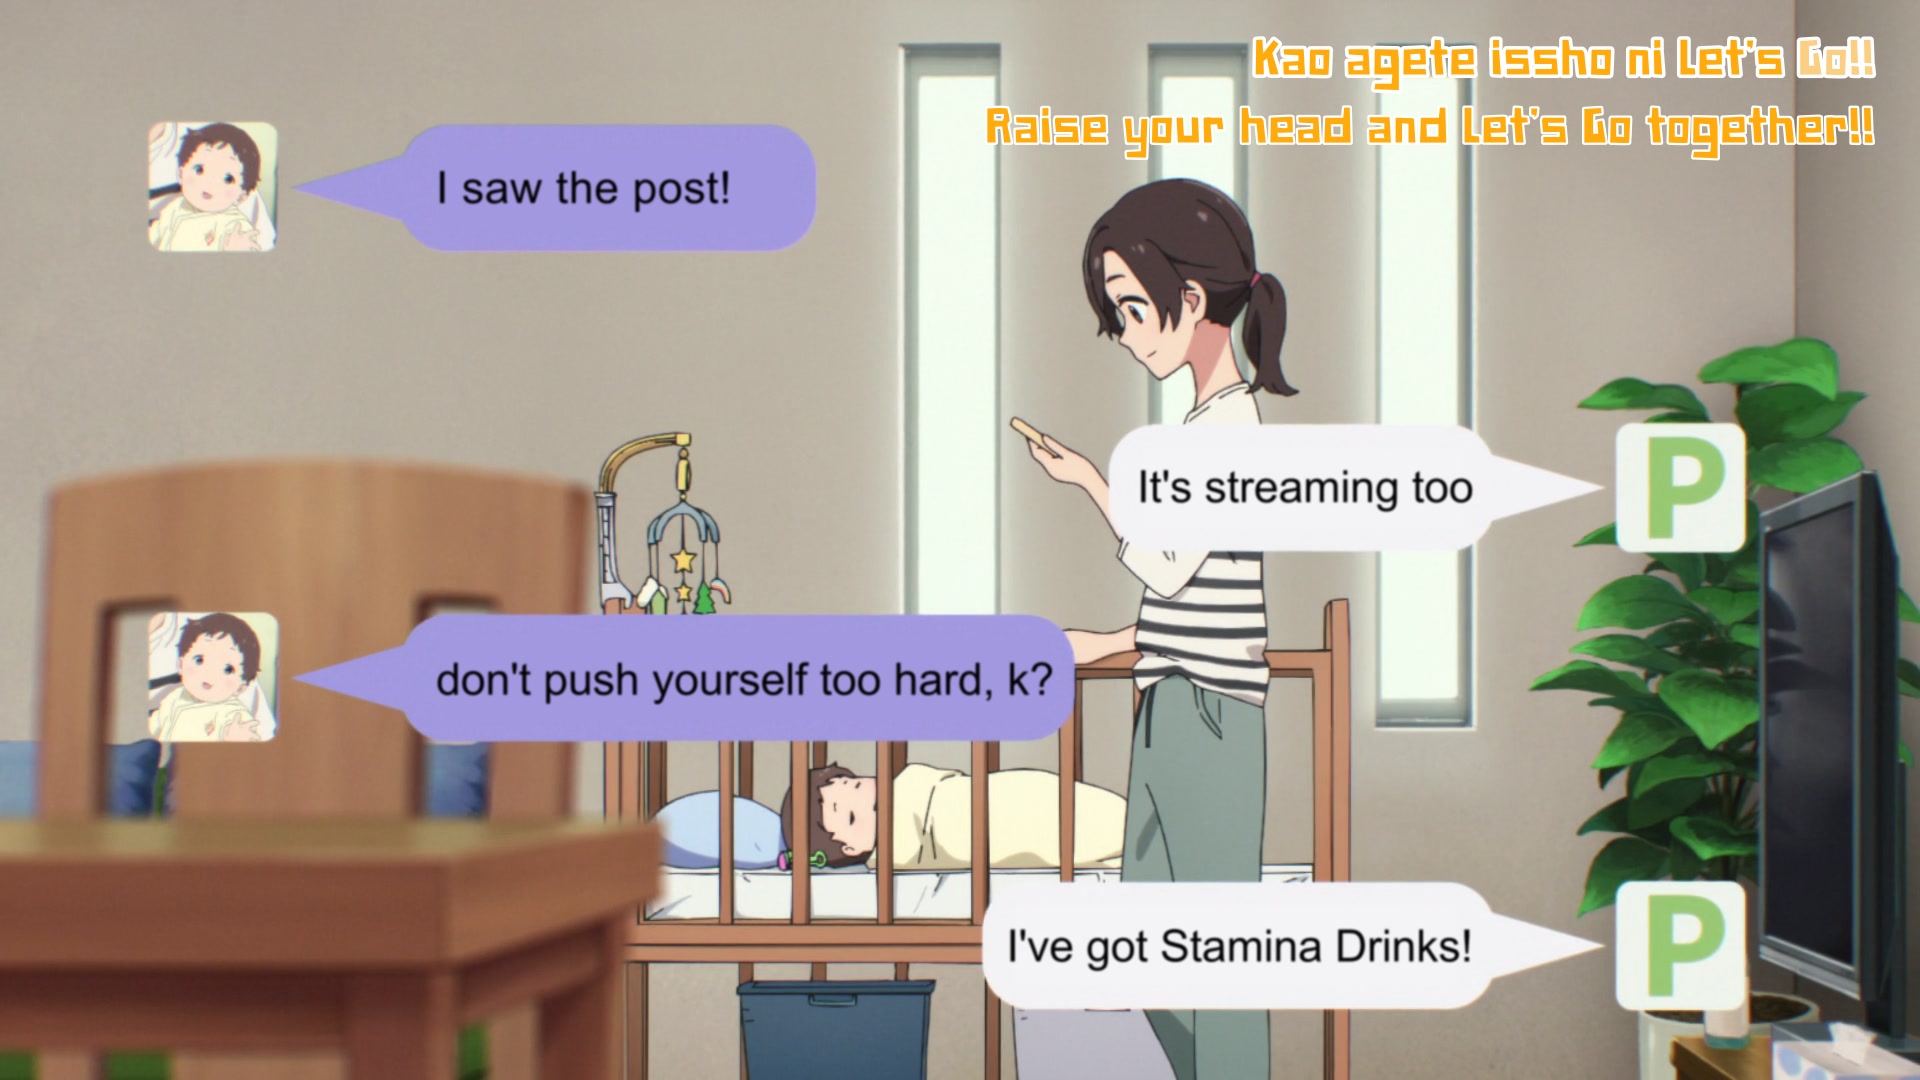 Kao agete issho ni Let's Go!!
Raise your head and Let's Go together!!
I saw the post!
It's streaming too
P
don't push yourself too hard, k?
I've got Stamina Drinks!
P